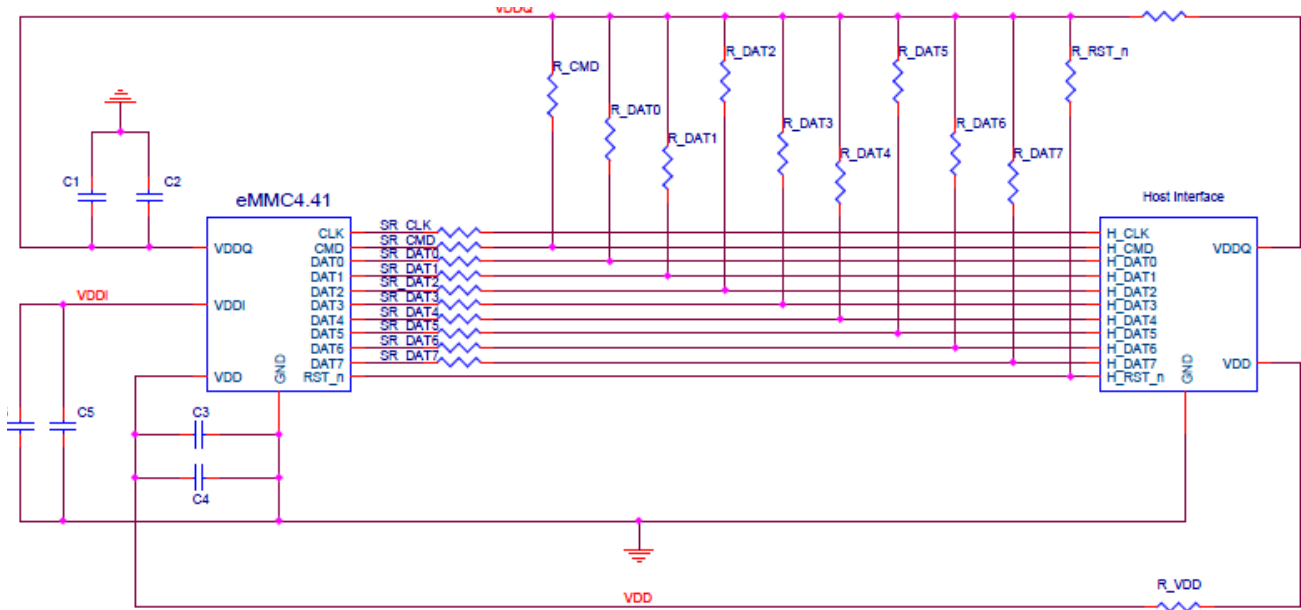 VDDQ
R_DAT2
R_DAT5
R_RST_n
R_CMD
R_DAT0
R_DAT3
R_DAT6
R_DAT1
R_DAT4
R_DAT7
C1
C2
eMMC4.41
Host Interface
SR_CLK
CLK
H_CLK
SR_CMD
VDDQ
CMD
H_CMD
VDDQ
SR_DAT0
DAT0
H_DAT0
SR_DAT1
DAT1
H_DAT1
SR_DAT2
DAT2
H_DAT2
VDDI
SR_DAT3
VDDI
DAT3
H_DAT3
SR_DAT4
DAT4
H_DAT4
SR_DAT5
DAT5
H_DAT5
SR_DAT6
DAT6
H_DAT6
SR_DAT7
DAT7
H_DAT7
VDD
VDD
GND
RST_n
H_RST_n
GND
C5
C3
C4
R_VDD
VDD